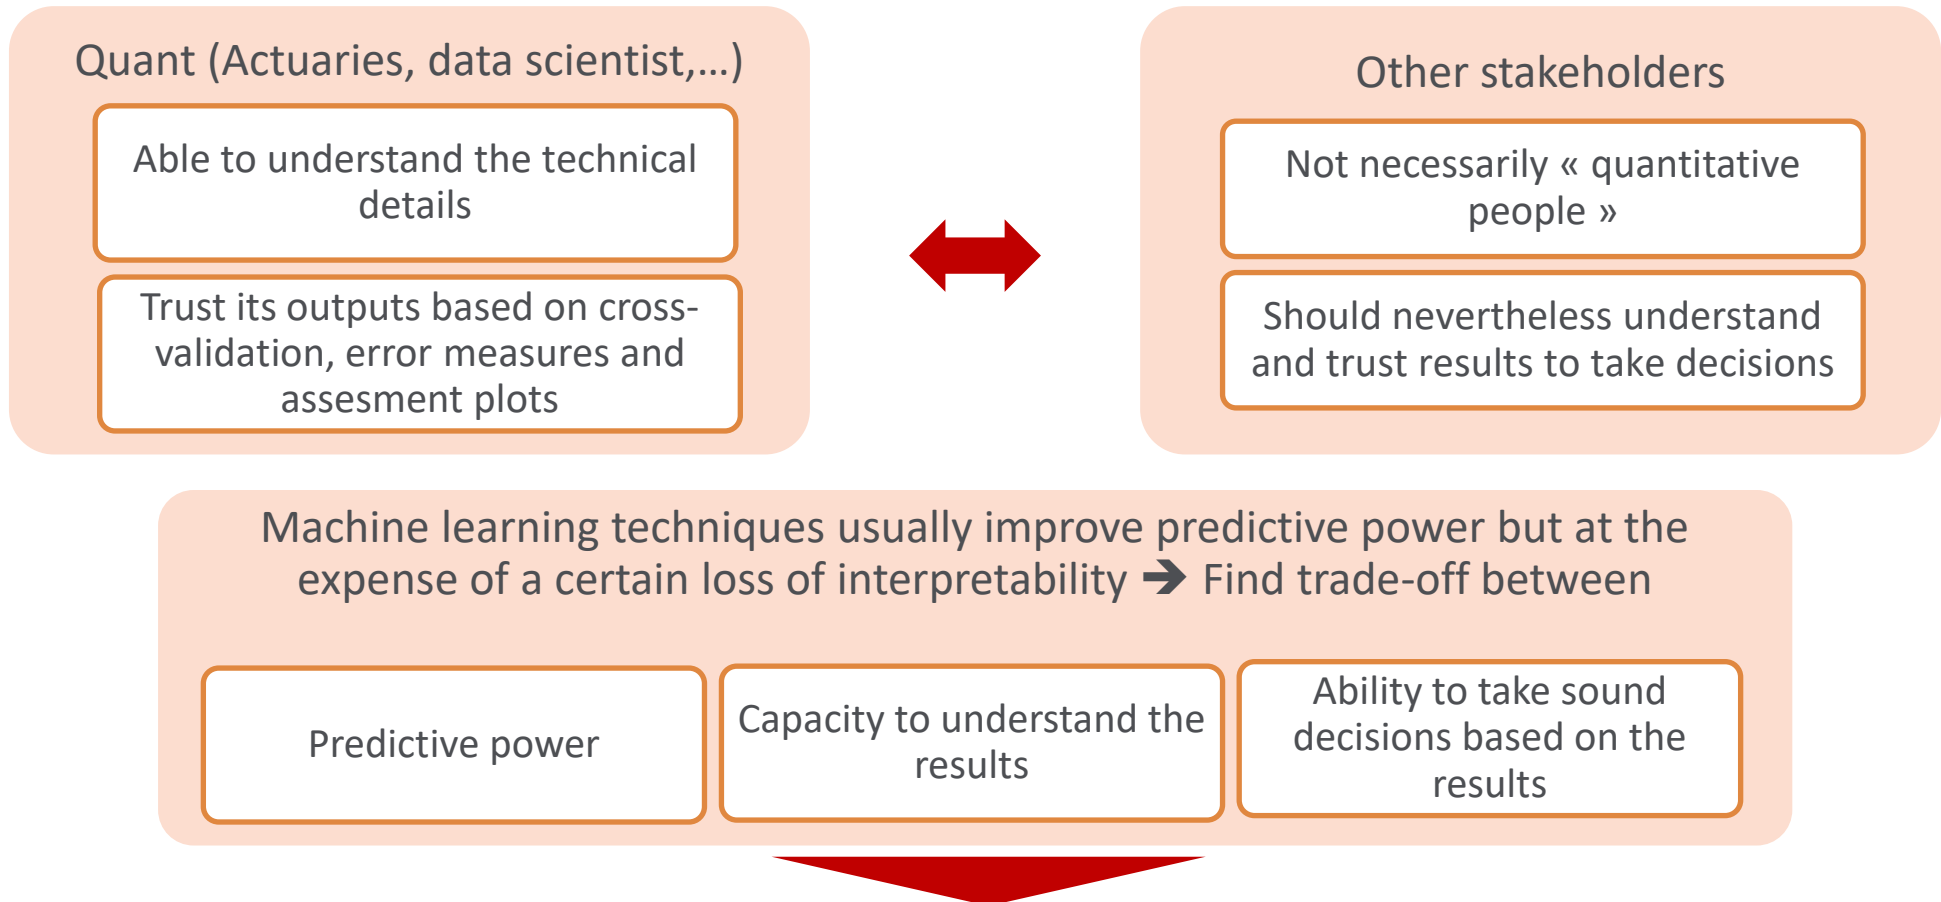 Quant (Actuaries, data scientist,…)
Able to understand the technical
details
Trust its outputs based on cross-
validation, error measures and
assesment plots
Other stakeholders
Not necessarily « quantitative
people »
Should nevertheless understand
and trust results to take decisions
Machine learning techniques usually improve predictive power but at the
expense of a certain loss of interpretability ➔ Find trade-off between
Predictive power
Capacity to understand the
results
Ability to take sound
decisions based on the
results